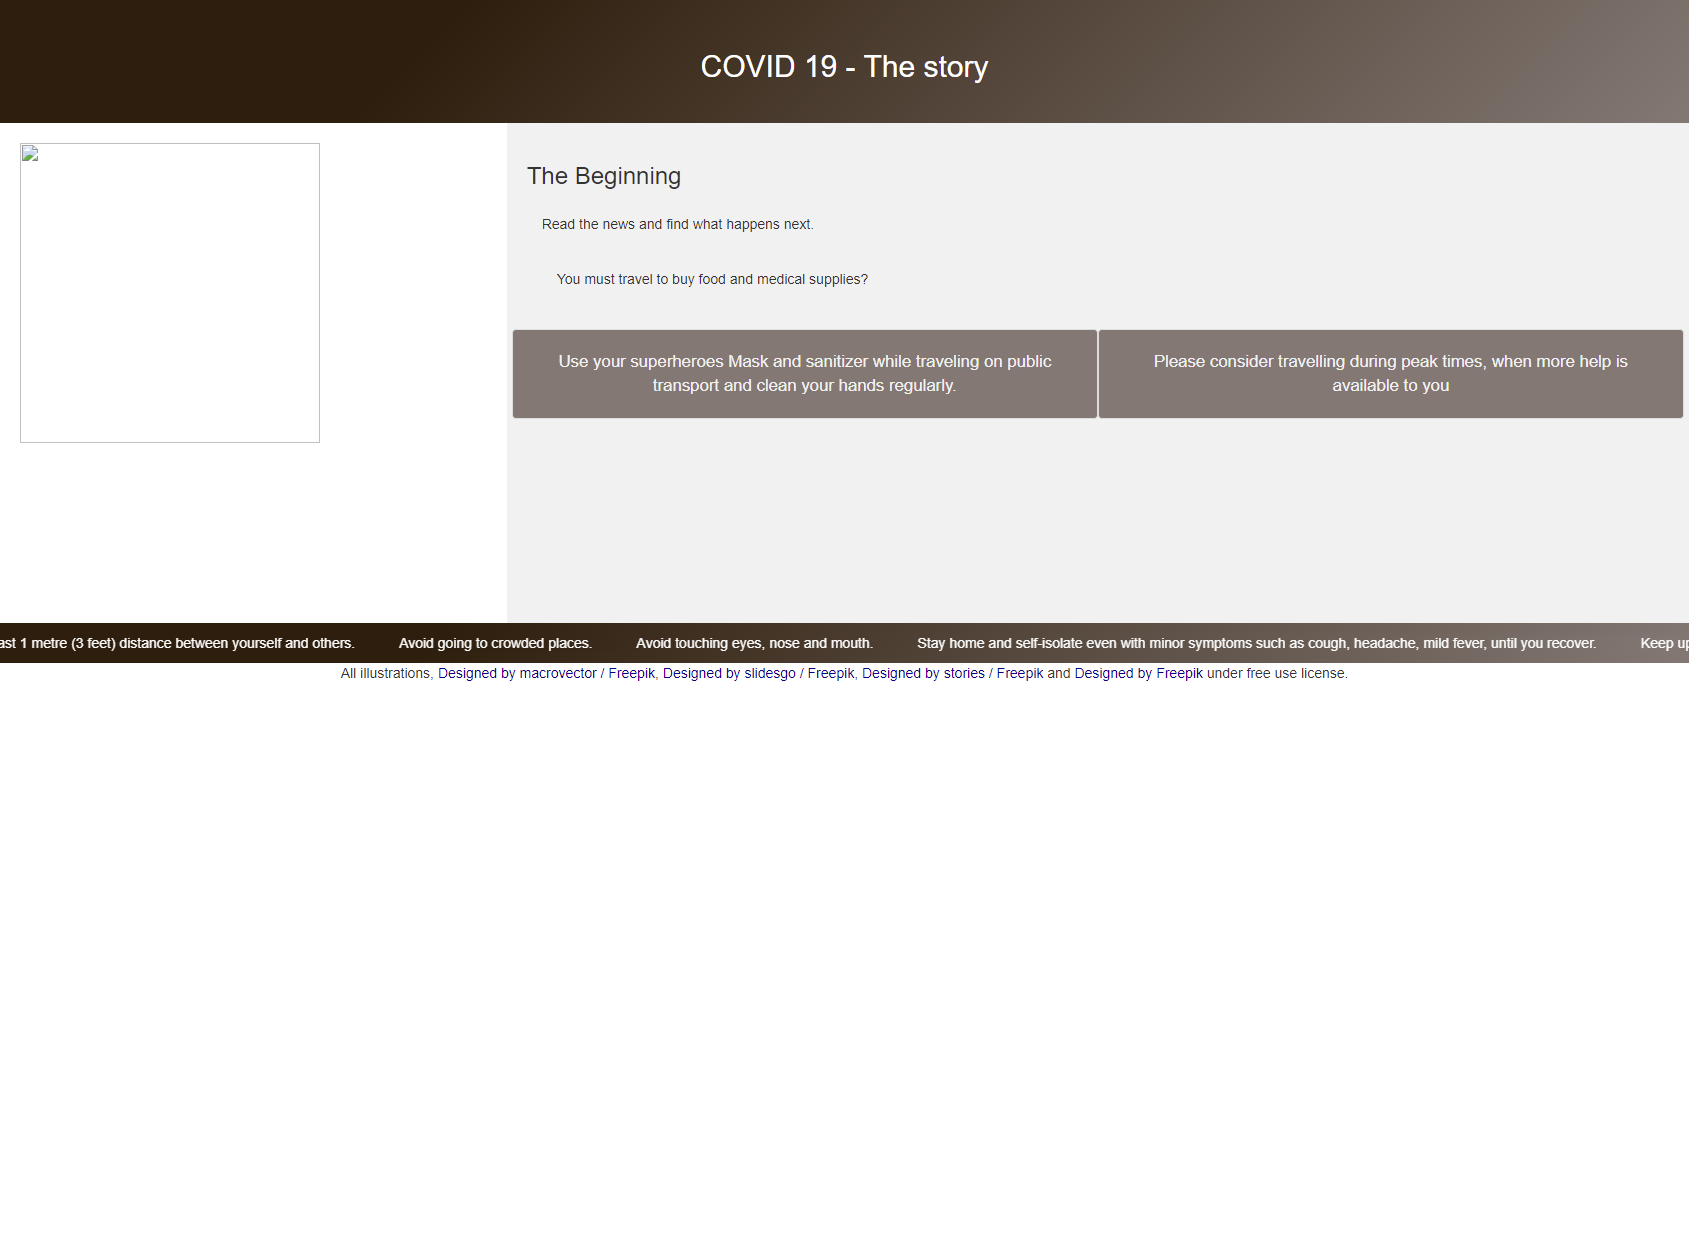 COVID 19 - The story
The Beginning
Read the news and find what happens next.
You must travel to buy food and medical supplies?
Use your superheroes Mask and sanitizer while traveling on public
transport and clean your hands regularly.
Please consider travelling during peak times, when more help is
available to you
ast 1 metre (3 feet) distance between yourself and others. Avoid going to crowded places. Avoid touching eyes, nose and mouth. Stay home and self-isolate even with minor symptoms such as cough, headache, mild fever, until you recover. Keep up
All illustrations, Designed by macrovector / Freepik, Designed by slidesgo / Freepik, Designed by stories / Freepik and Designed by Freepik under free use license.